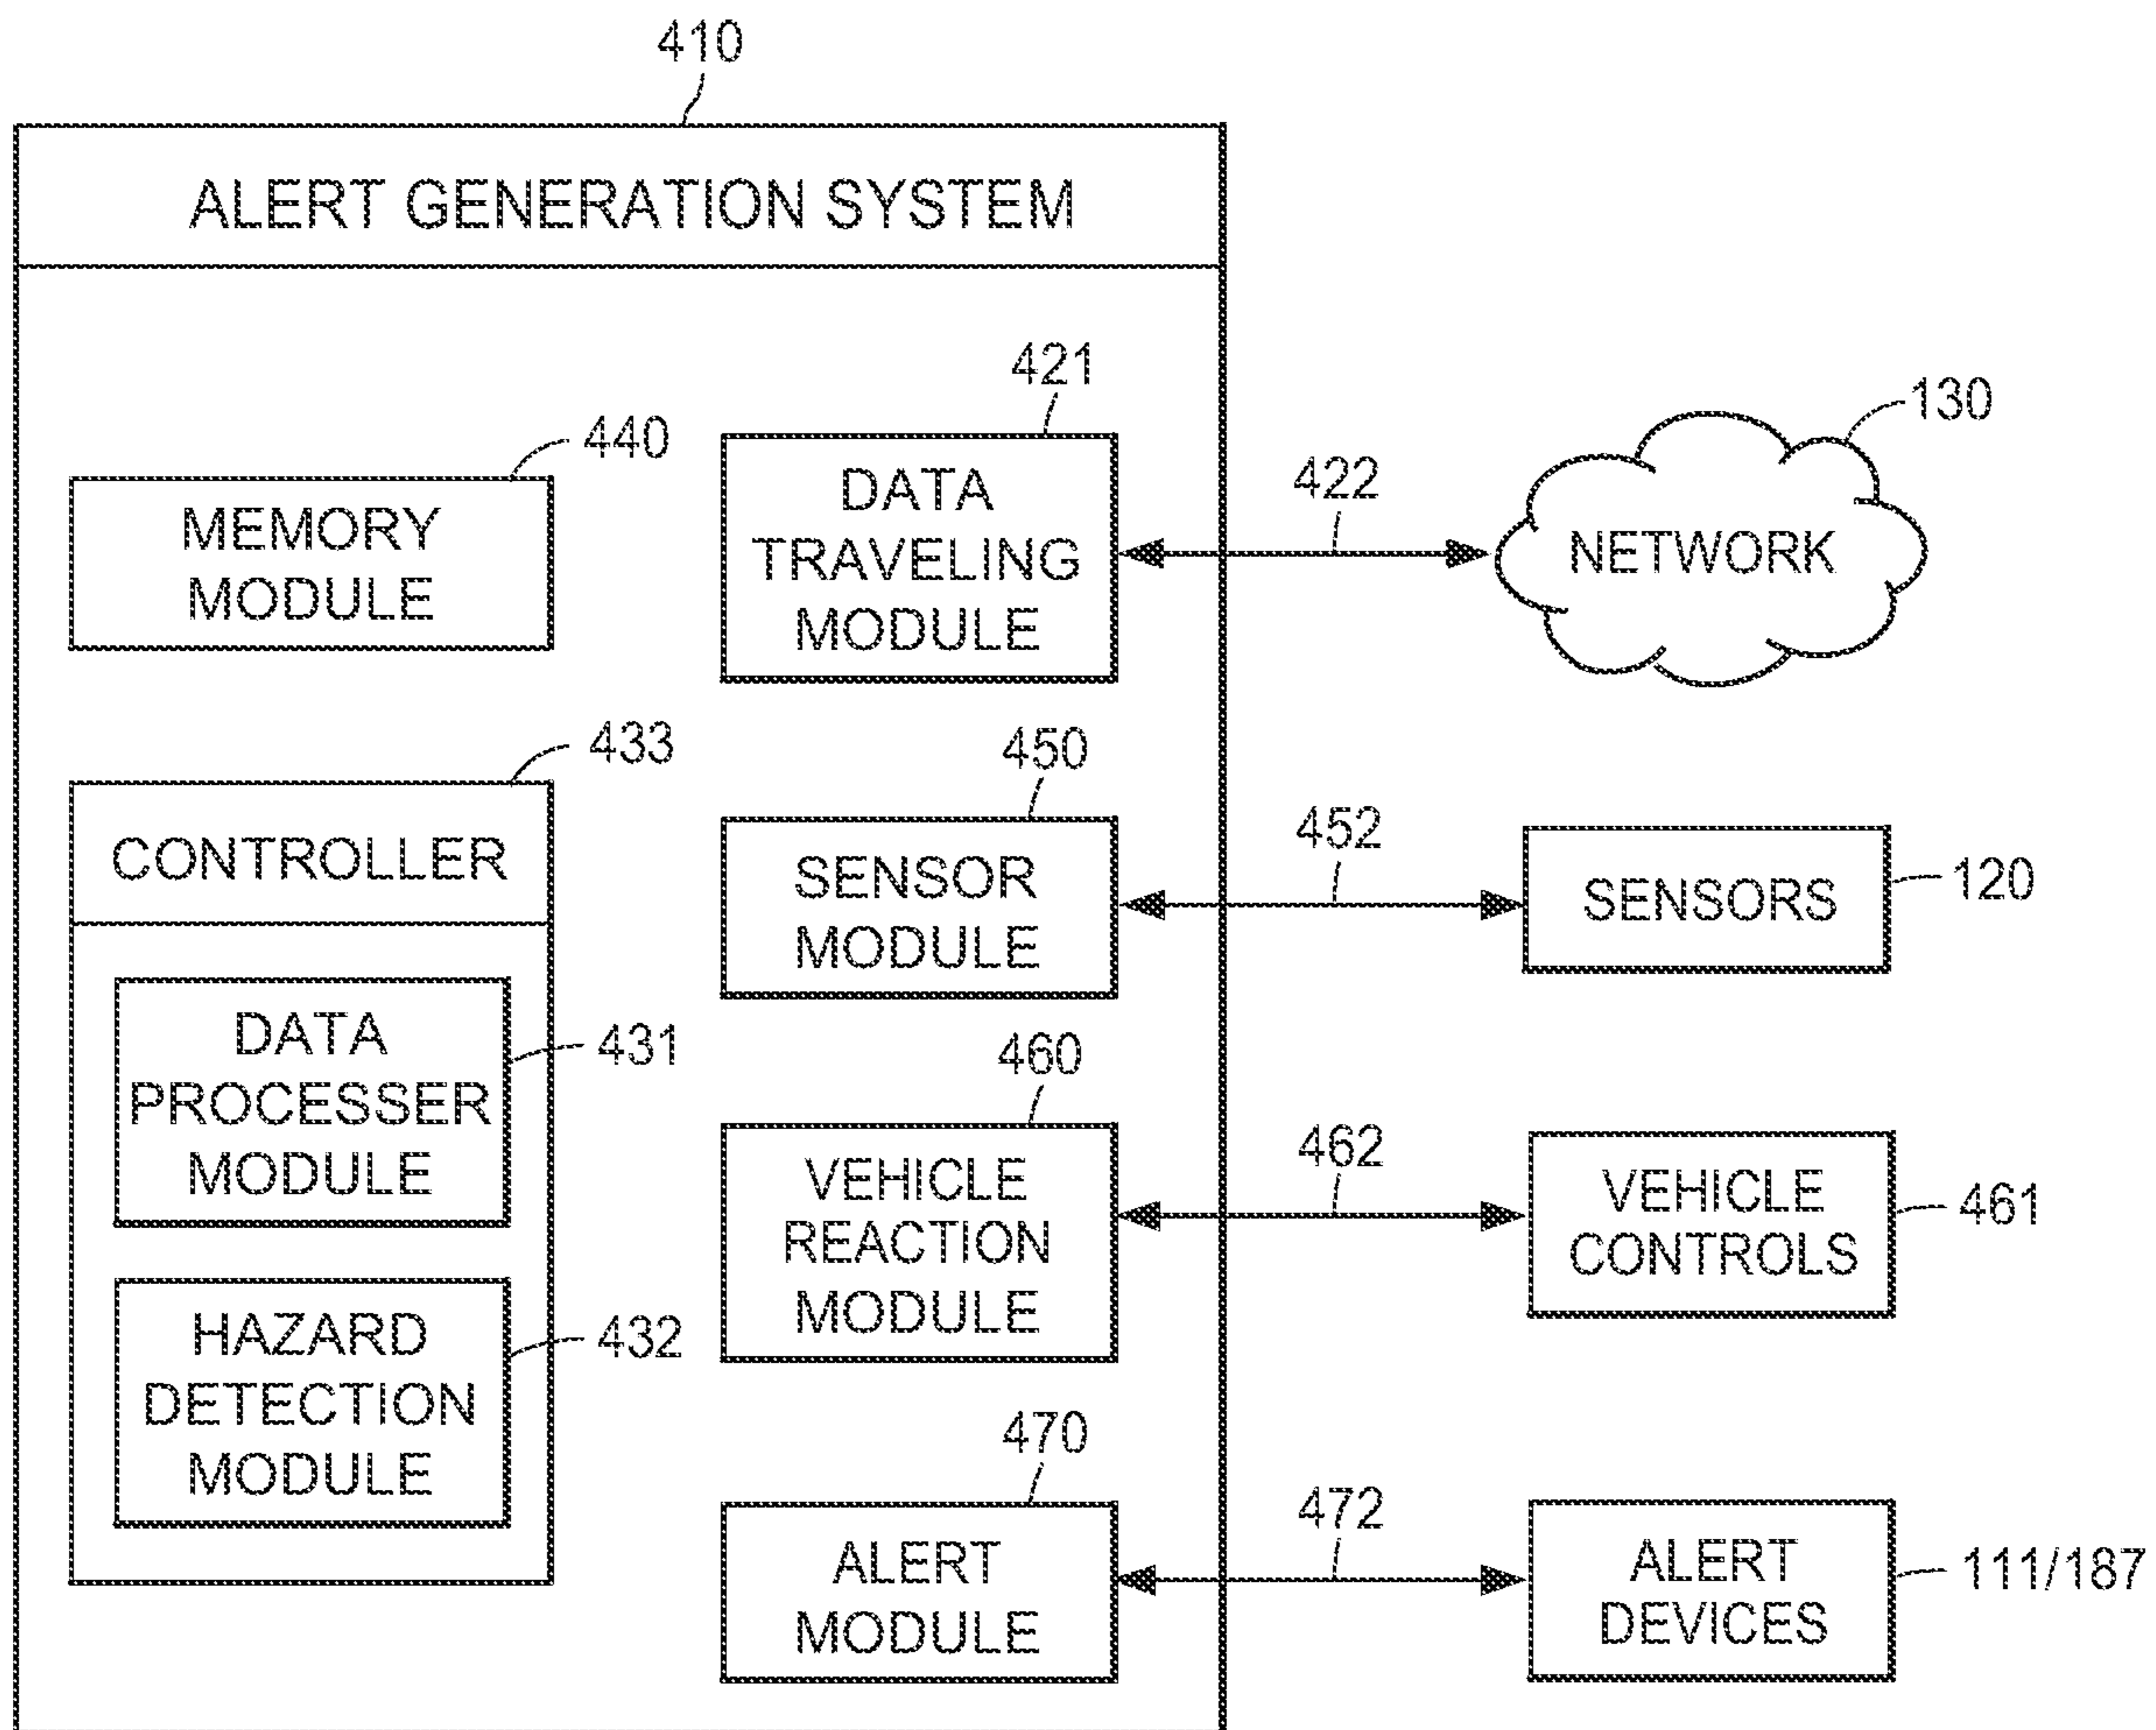 410
ALERT GENERATION SYSTEM
440
MEMORY
MODULE
433
CONTROLLER
DATA
PROCESSER
MODULE
431
HAZARD
DETECTION
MODULE
432
421
DATA
TRAVELING
MODULE
422
NETWORK
130
450
SENSOR
MODULE
452
SENSORS
120
460
VEHICLE
REACTION
MODULE
462
VEHICLE
CONTROLS
461
470
ALERT
MODULE
472
ALERT
DEVICES
111/187